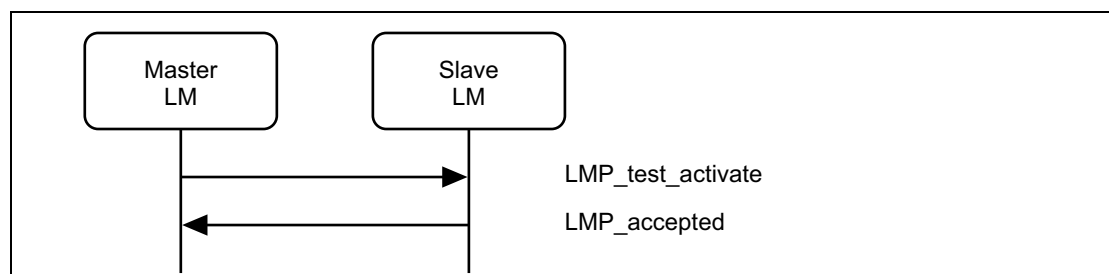 Master
LM
Slave
LM
LMP_test_activate
LMP_accepted